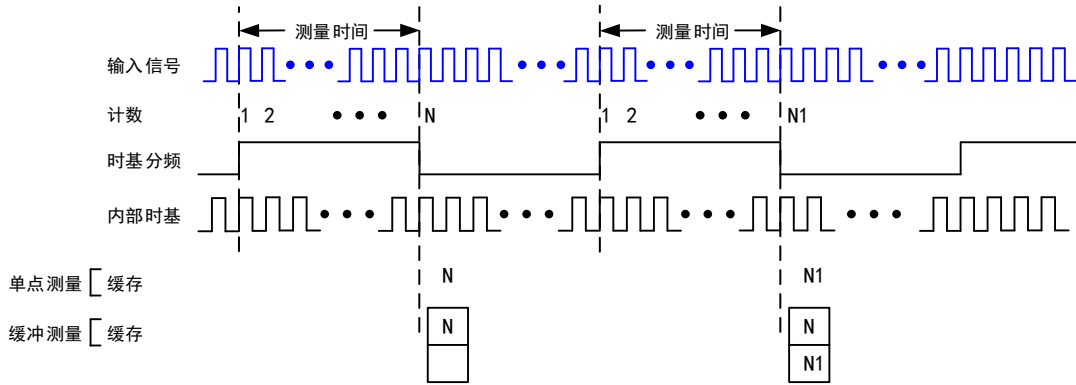 测量时间 测量时间
输入信号
计数 1 2 N 1 2 N1
时基分频
内部时基
单点测量 缓存 N N1
缓冲测量 缓存 N N
N1